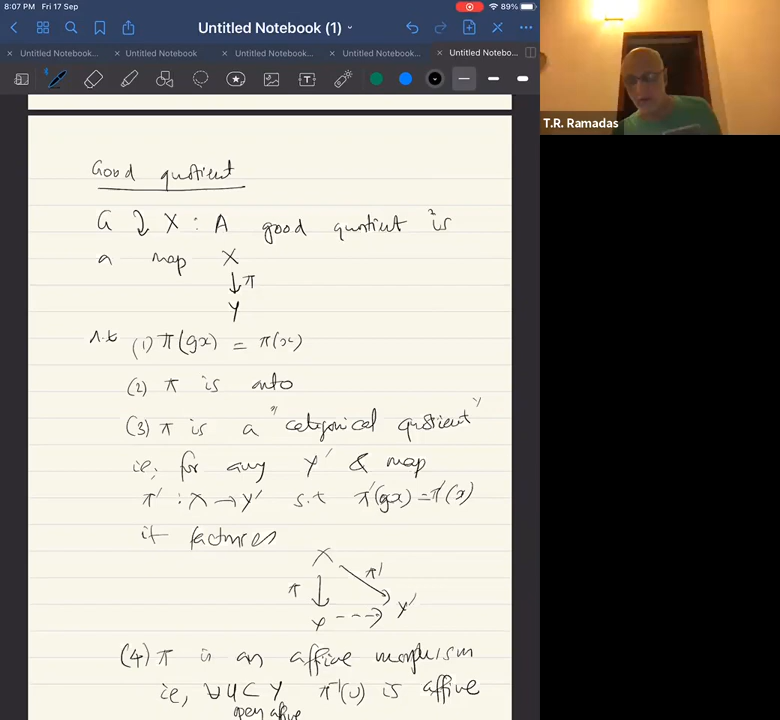 8:07 PM Fri 17 Sep
89%
Untitled Notebook (1)
Untitled Notebook...
Untitled Notebook
Untitled Notebook...
Untitled Notebook...
Untitled Notebo...
T.R. Ramadas
Good quotient
G ↷ X : A good quotient is
a map X
↓ π
Y
s.t (1) π(gx) = π(x)
(2) π is onto
(3) π is a "categorical quotient"
ie, for any Y' & map
π' : X → Y' s.t π'(gx) = π'(x)
it factures
X
π ↓ ↘ π'
Y ---> Y'
(4) π is an affine morphism
ie, ∀ U ⊂ Y π⁻¹(U) is affine
open affine